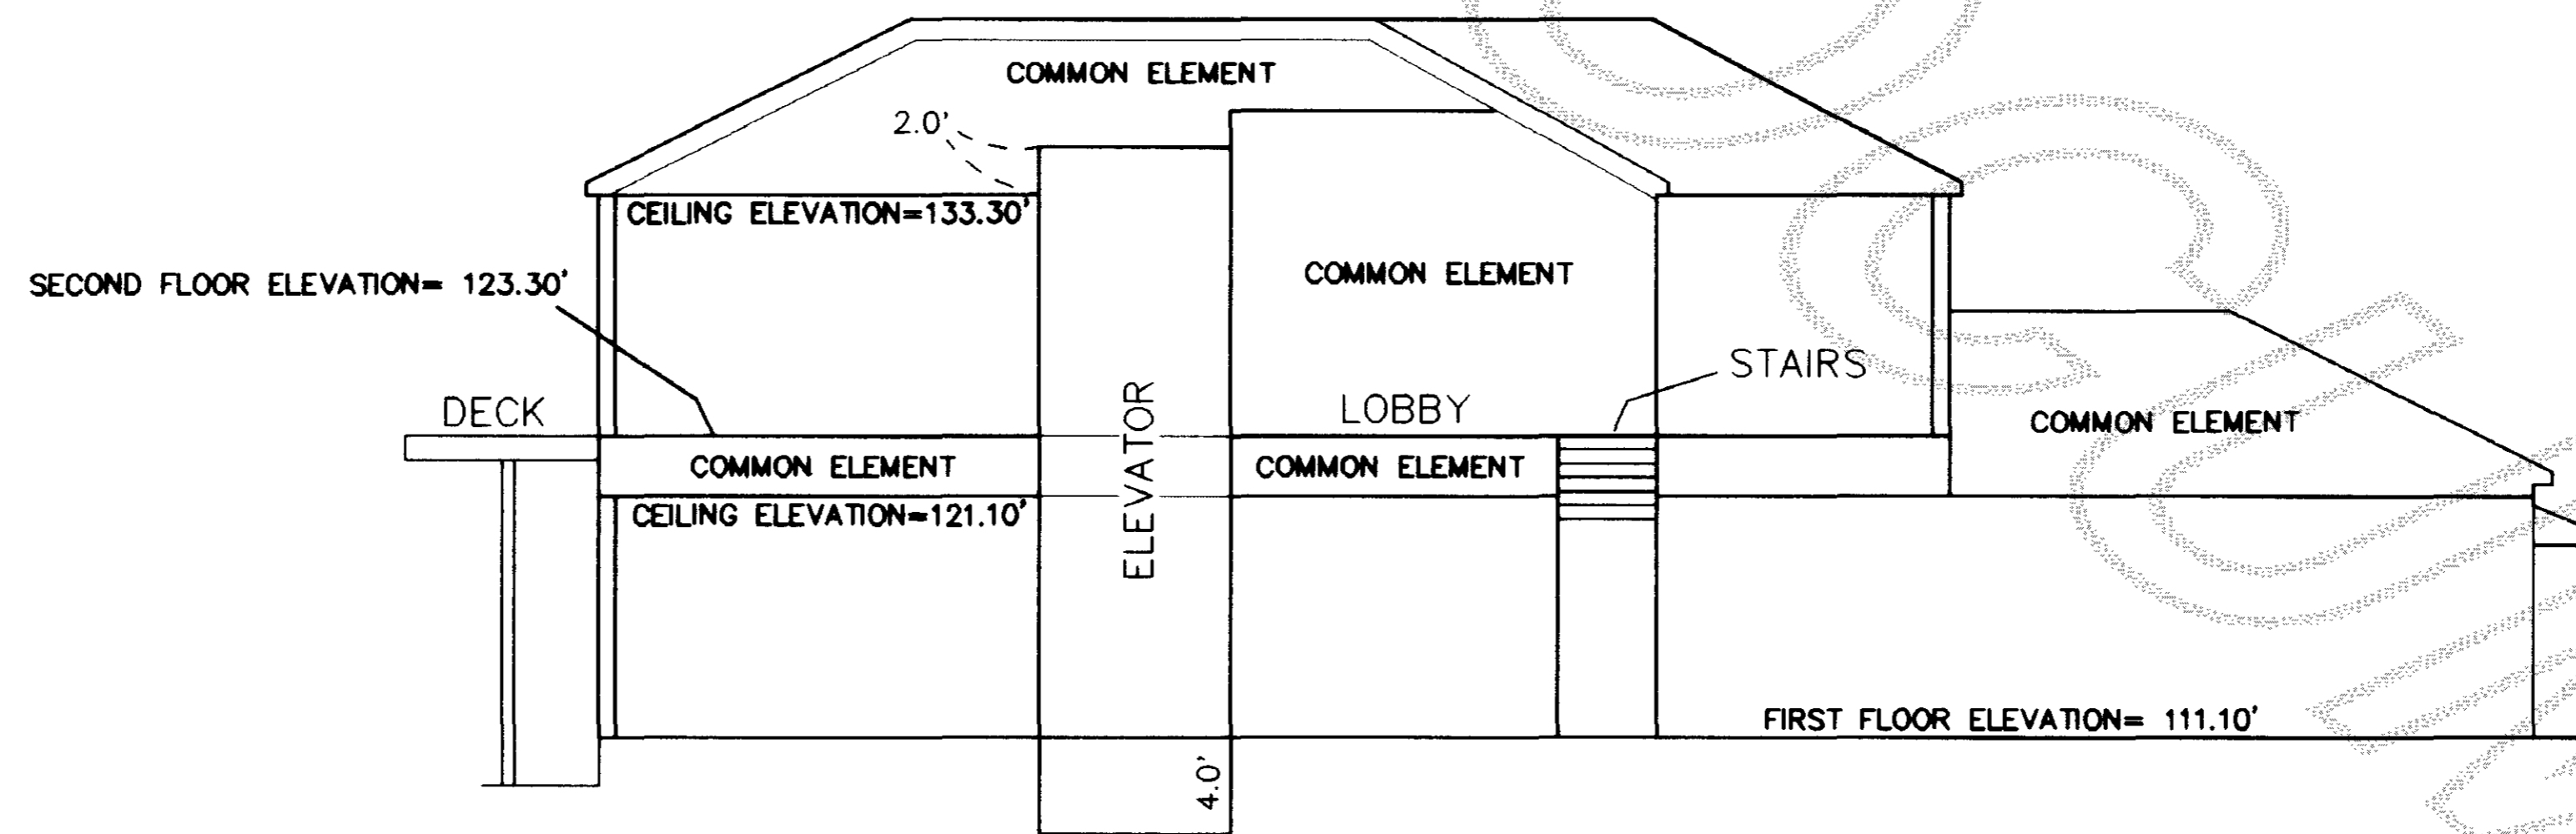 COMMON ELEMENT
2.0'
CEILING ELEVATION=133.30'
SECOND FLOOR ELEVATION= 123.30'
COMMON ELEMENT
STAIRS
DECK
LOBBY
COMMON ELEMENT
ELEVATOR
COMMON ELEMENT
COMMON ELEMENT
CEILING ELEVATION=121.10'
FIRST FLOOR ELEVATION= 111.10'
4.0'